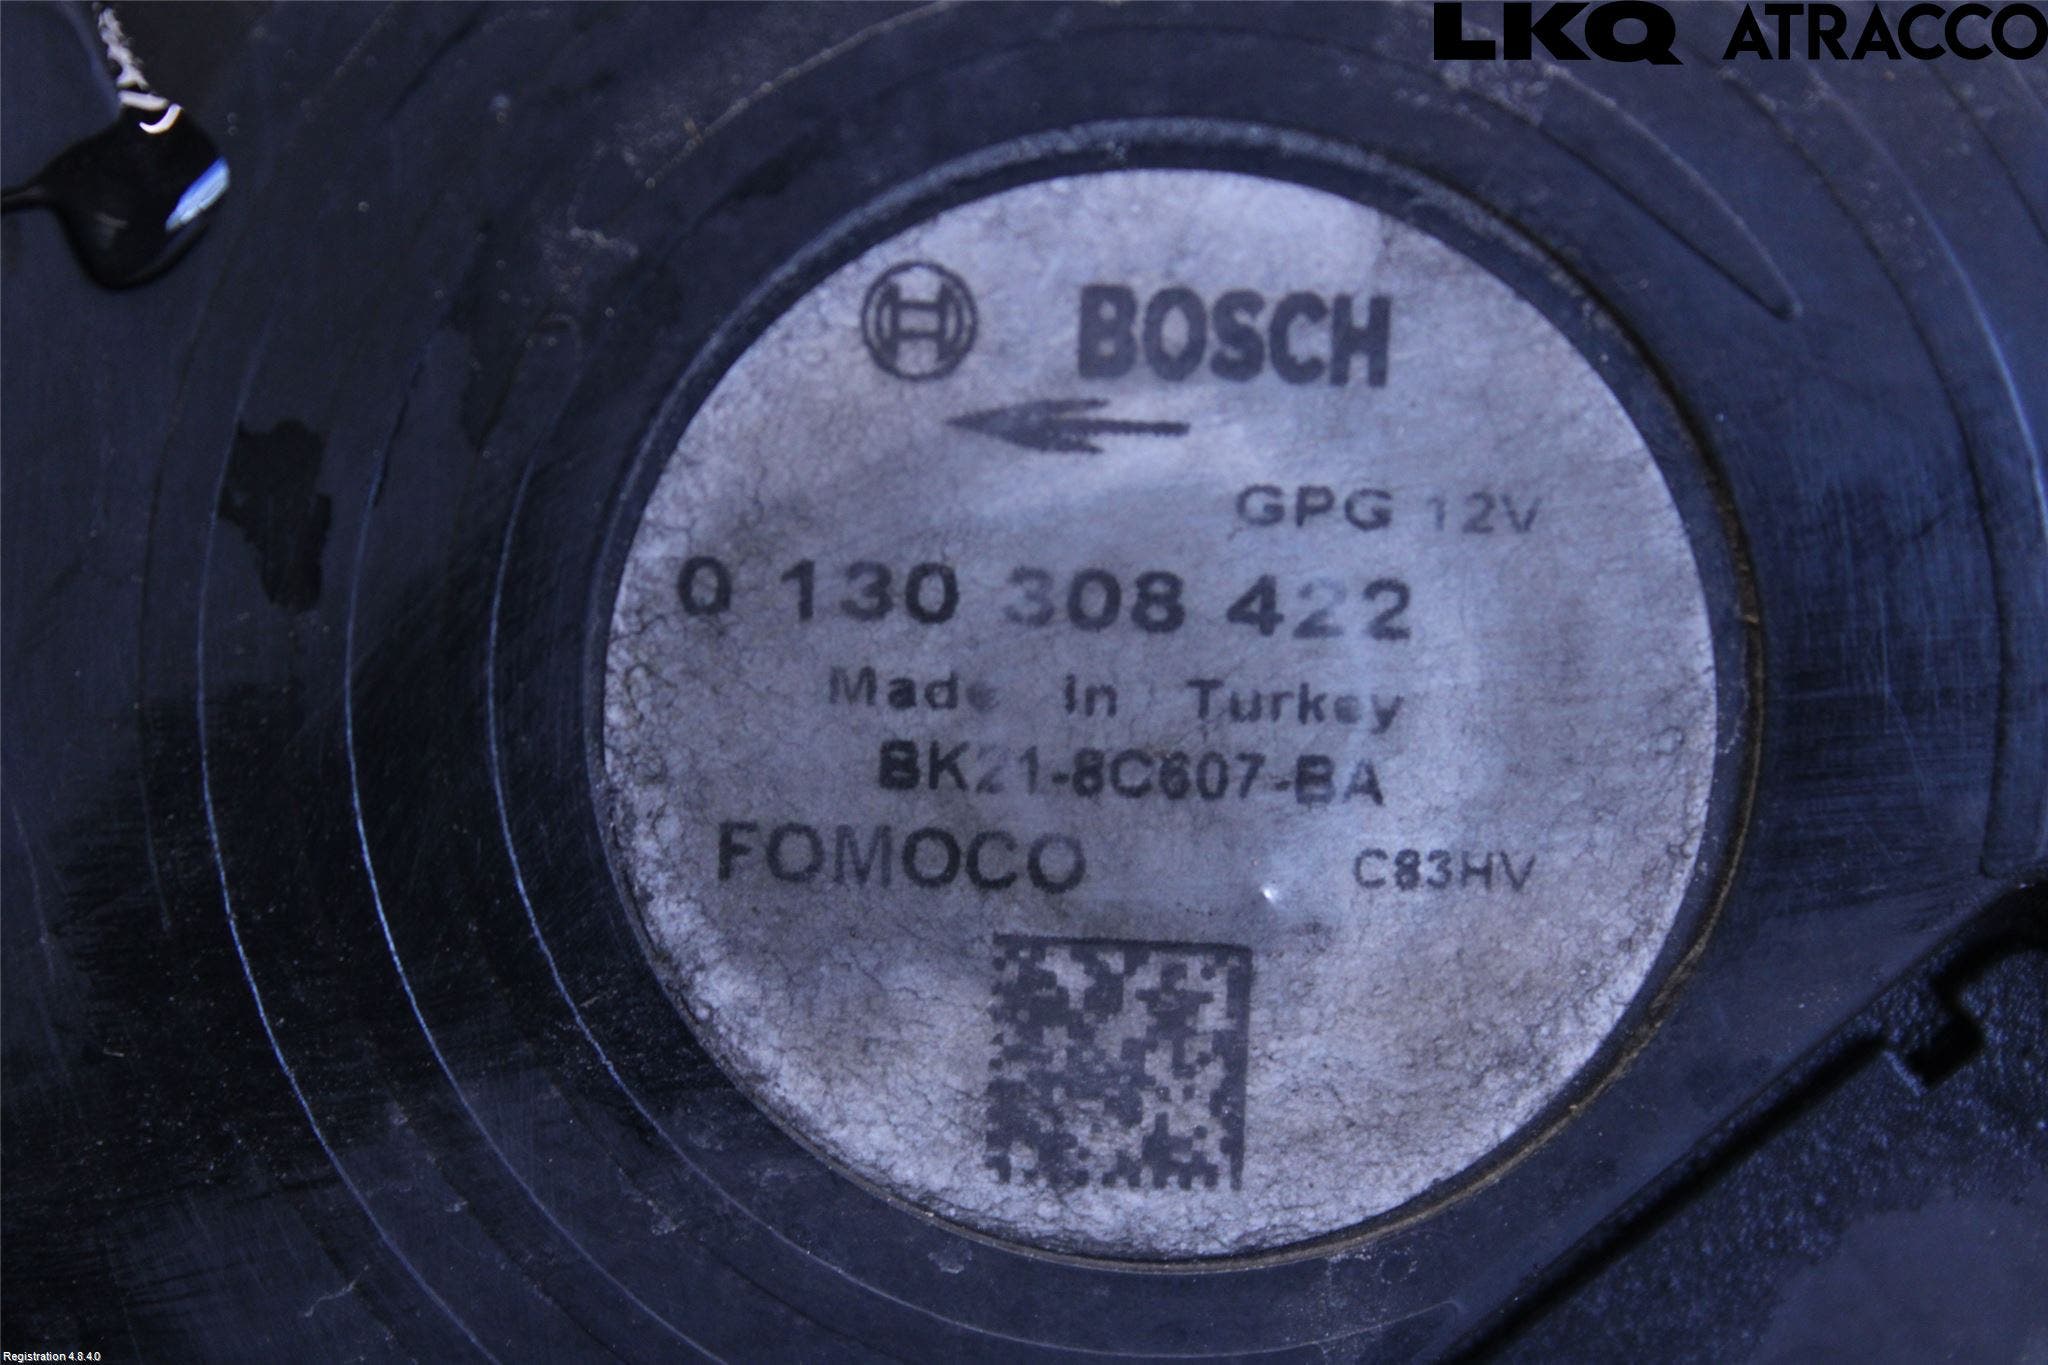 LKQ ATRACCO
BOSCH
GPG 12V
0 130 308 422
Made in Turkey
BK21-8C607-BA
FOMOCO C83HV
Registration 4.8.4.0